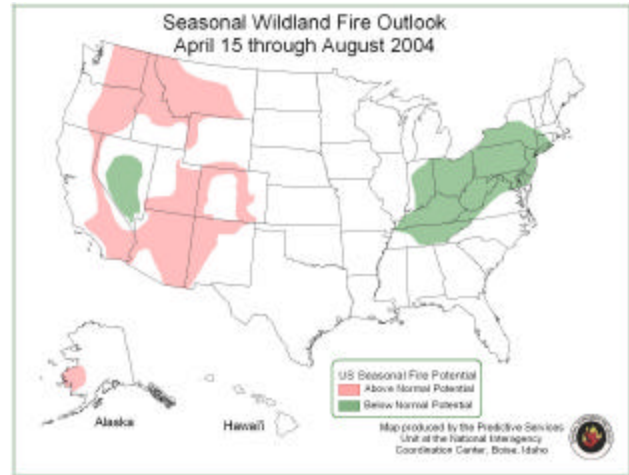 Seasonal Wildland Fire Outlook
April 15 through August 2004
US Seasonal Fire Potential
Above Normal Potential
Below Normal Potential
Alaska
Hawai'i
Map produced by the Predictive Services
Unit at the National Interagency
Coordination Center, Boise, Idaho